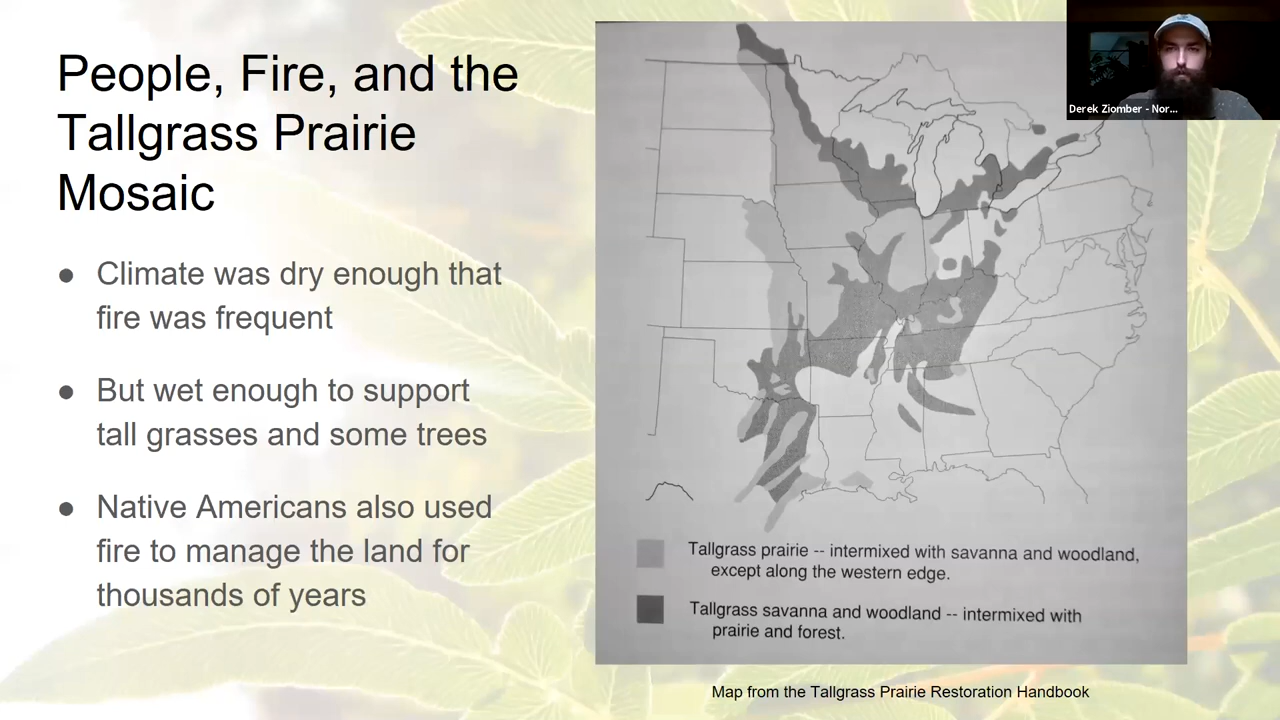 People, Fire, and the
Tallgrass Prairie
Mosaic
● Climate was dry enough that
fire was frequent
● But wet enough to support
tall grasses and some trees
● Native Americans also used
fire to manage the land for
thousands of years
Derek Ziomber - Nor...
Tallgrass prairie -- intermixed with savanna and woodland,
except along the western edge.
Tallgrass savanna and woodland -- intermixed with
prairie and forest.
Map from the Tallgrass Prairie Restoration Handbook